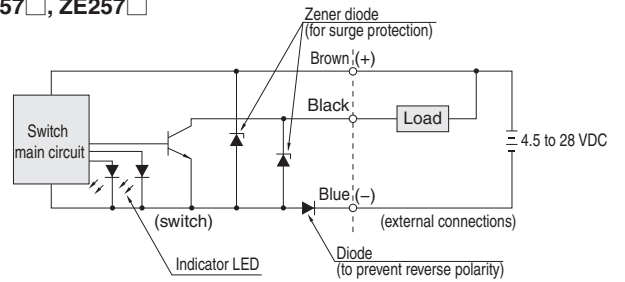 57□, ZE257□
Zener diode
(for surge protection)
Brown (+)
Black
Load
Switch
main circuit
4.5 to 28 VDC
Blue (−)
(switch)
(external connections)
Indicator LED
Diode
(to prevent reverse polarity)